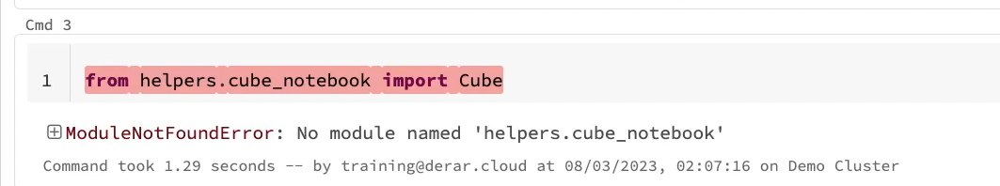 Cmd 3
1 from helpers.cube_notebook import Cube
ModuleNotFoundError: No module named 'helpers.cube_notebook'
Command took 1.29 seconds -- by training@derar.cloud at 08/03/2023, 02:07:16 on Demo Cluster